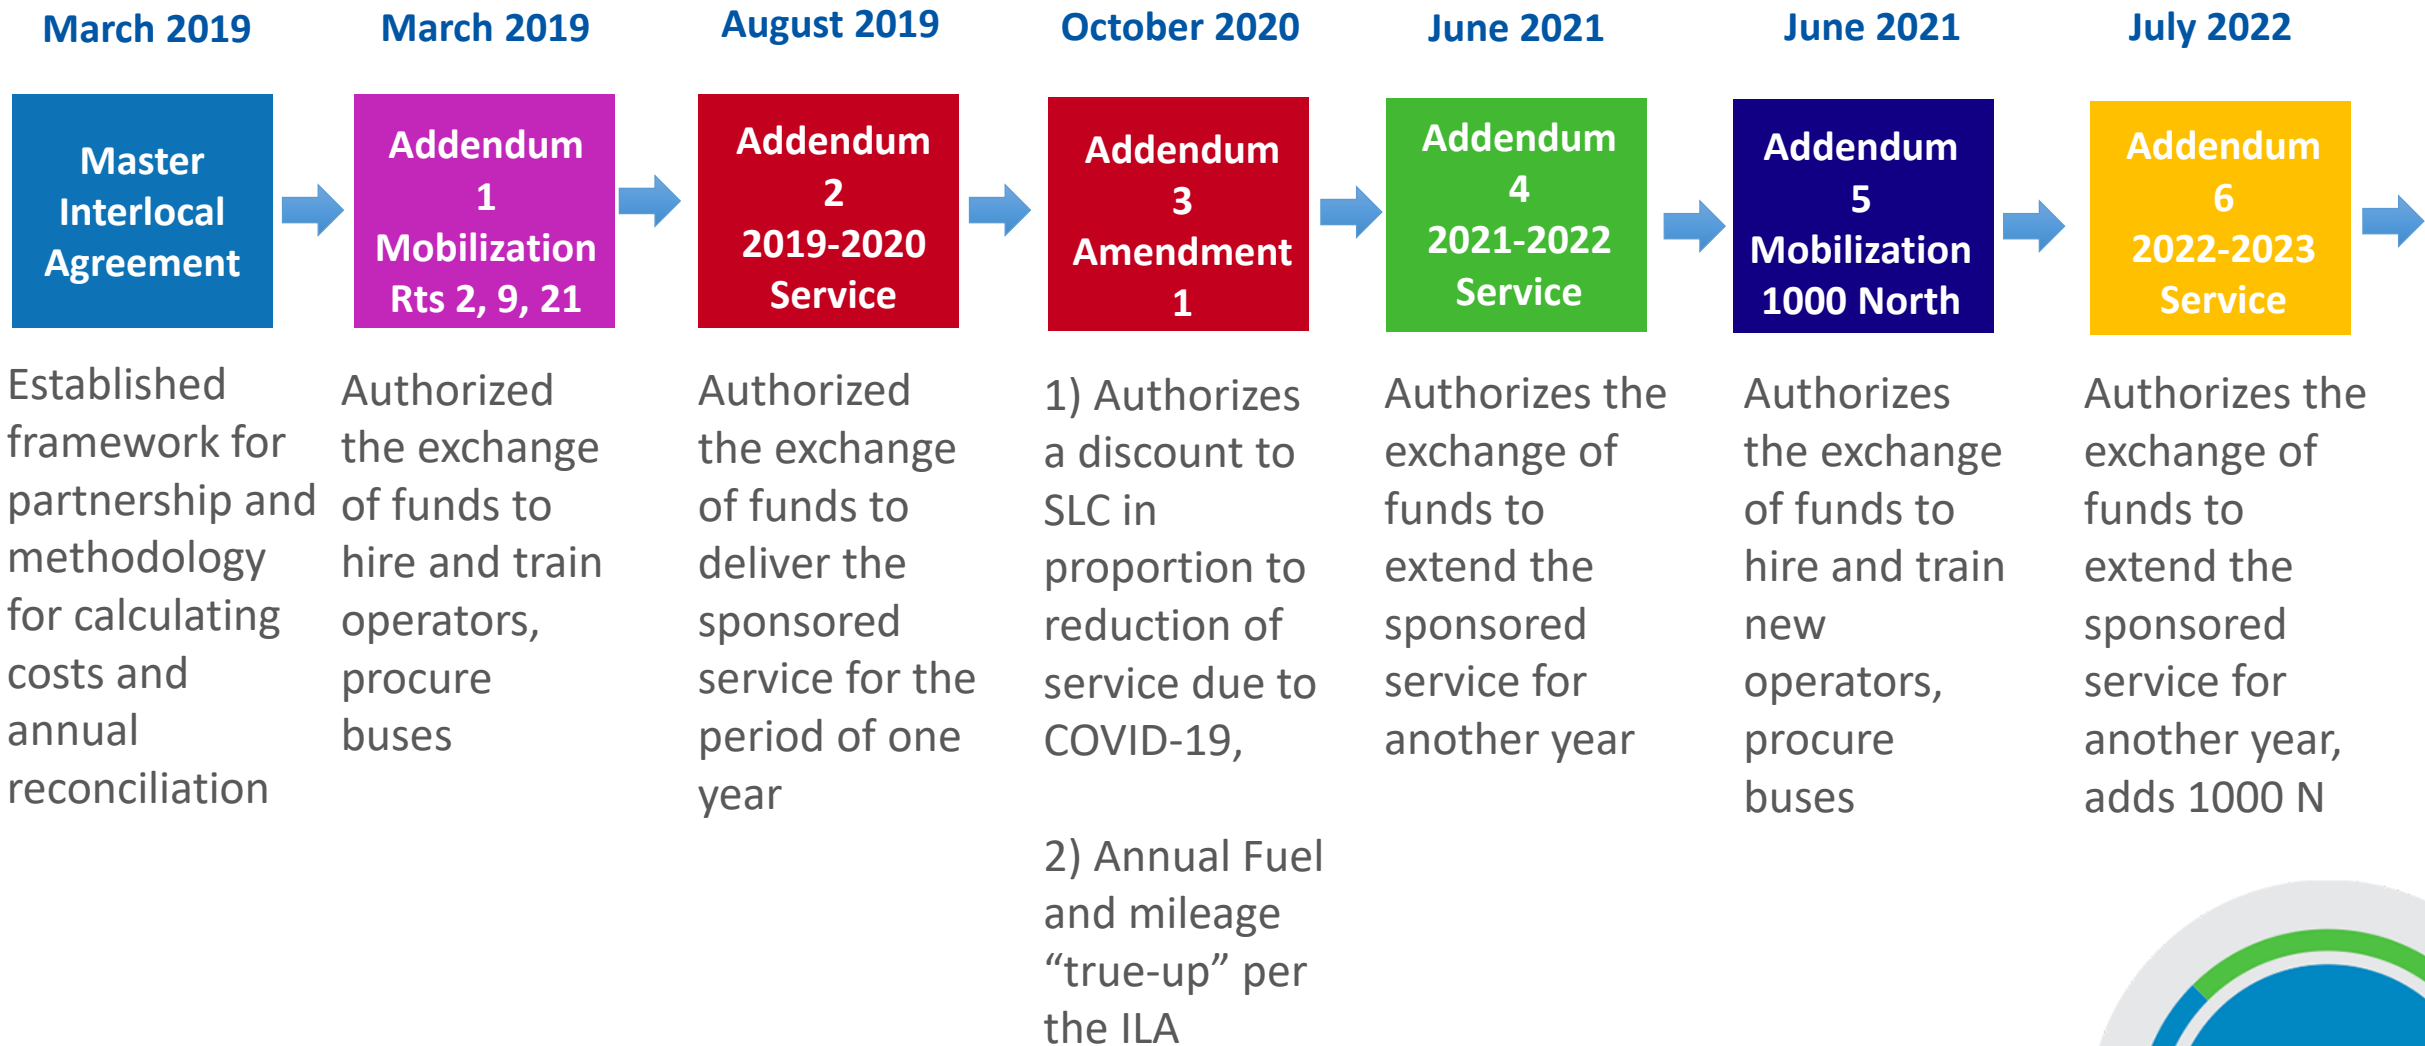 March 2019
Master
Interlocal
Agreement
Established
framework for
partnership and
methodology
for calculating
costs and
annual
reconciliation
March 2019
Addendum
1
Mobilization
Rts 2, 9, 21
Authorized
the exchange
of funds to
hire and train
operators,
procure
buses
August 2019
Addendum
2
2019-2020
Service
Authorized
the exchange
of funds to
deliver the
sponsored
service for the
period of one
year
October 2020
Addendum
3
Amendment
1
1) Authorizes
a discount to
SLC in
proportion to
reduction of
service due to
COVID-19,
2) Annual Fuel
and mileage
“true-up” per
the ILA
June 2021
Addendum
4
2021-2022
Service
Authorizes the
exchange of
funds to
extend the
sponsored
service for
another year
June 2021
Addendum
5
Mobilization
1000 North
Authorizes
the exchange
of funds to
hire and train
new
operators,
procure
buses
July 2022
Addendum
6
2022-2023
Service
Authorizes the
exchange of
funds to
extend the
sponsored
service for
another year,
adds 1000 N